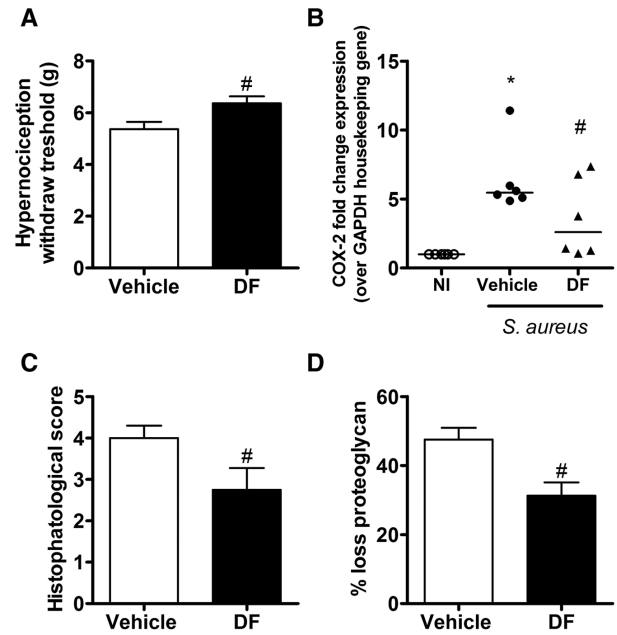 A
Hypernociception
withdraw treshold (g)
8
6
4
2
0
#
Vehicle
DF
B
COX-2 fold change expression
(over GAPDH housekeeping gene)
15
10
5
0
*
#
NI
Vehicle
DF
S. aureus
C
Histophatological score
5
4
3
2
1
0
#
Vehicle
DF
D
% loss proteoglycan
60
40
20
0
#
Vehicle
DF